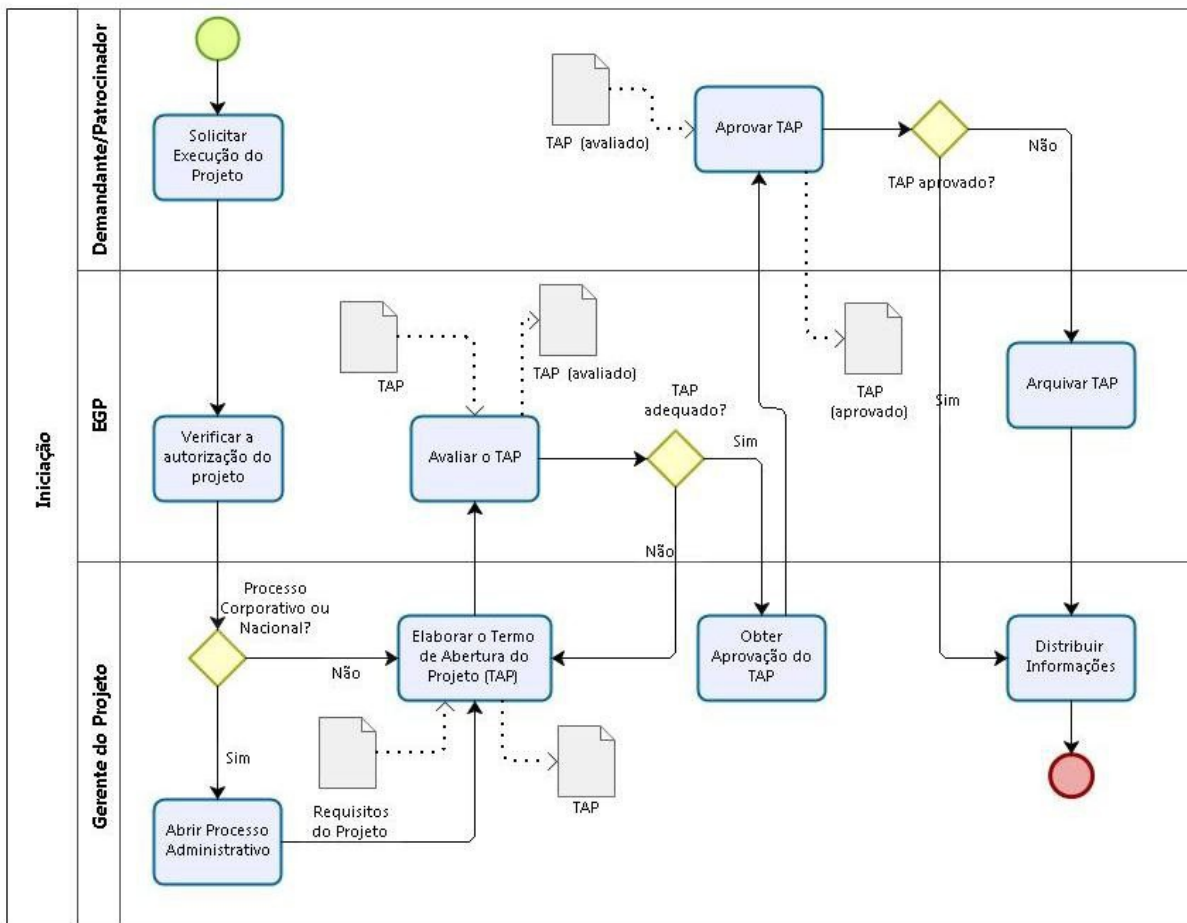 Iniciação
Demandante/Patrocinador
Solicitar
Execução do
Projeto
TAP (avaliado)
Aprovar TAP
TAP aprovado?
Não
Sim
EGP
Verificar a
autorização do
projeto
TAP
TAP (avaliado)
Avaliar o TAP
TAP
adequado?
Sim
Não
TAP
(aprovado)
Arquivar TAP
Gerente do Projeto
Processo
Corporativo ou
Nacional?
Não
Sim
Abrir Processo
Administrativo
Elaborar o Termo
de Abertura do
Projeto (TAP)
Requisitos
do Projeto
TAP
Obter
Aprovação do
TAP
Distribuir
Informações